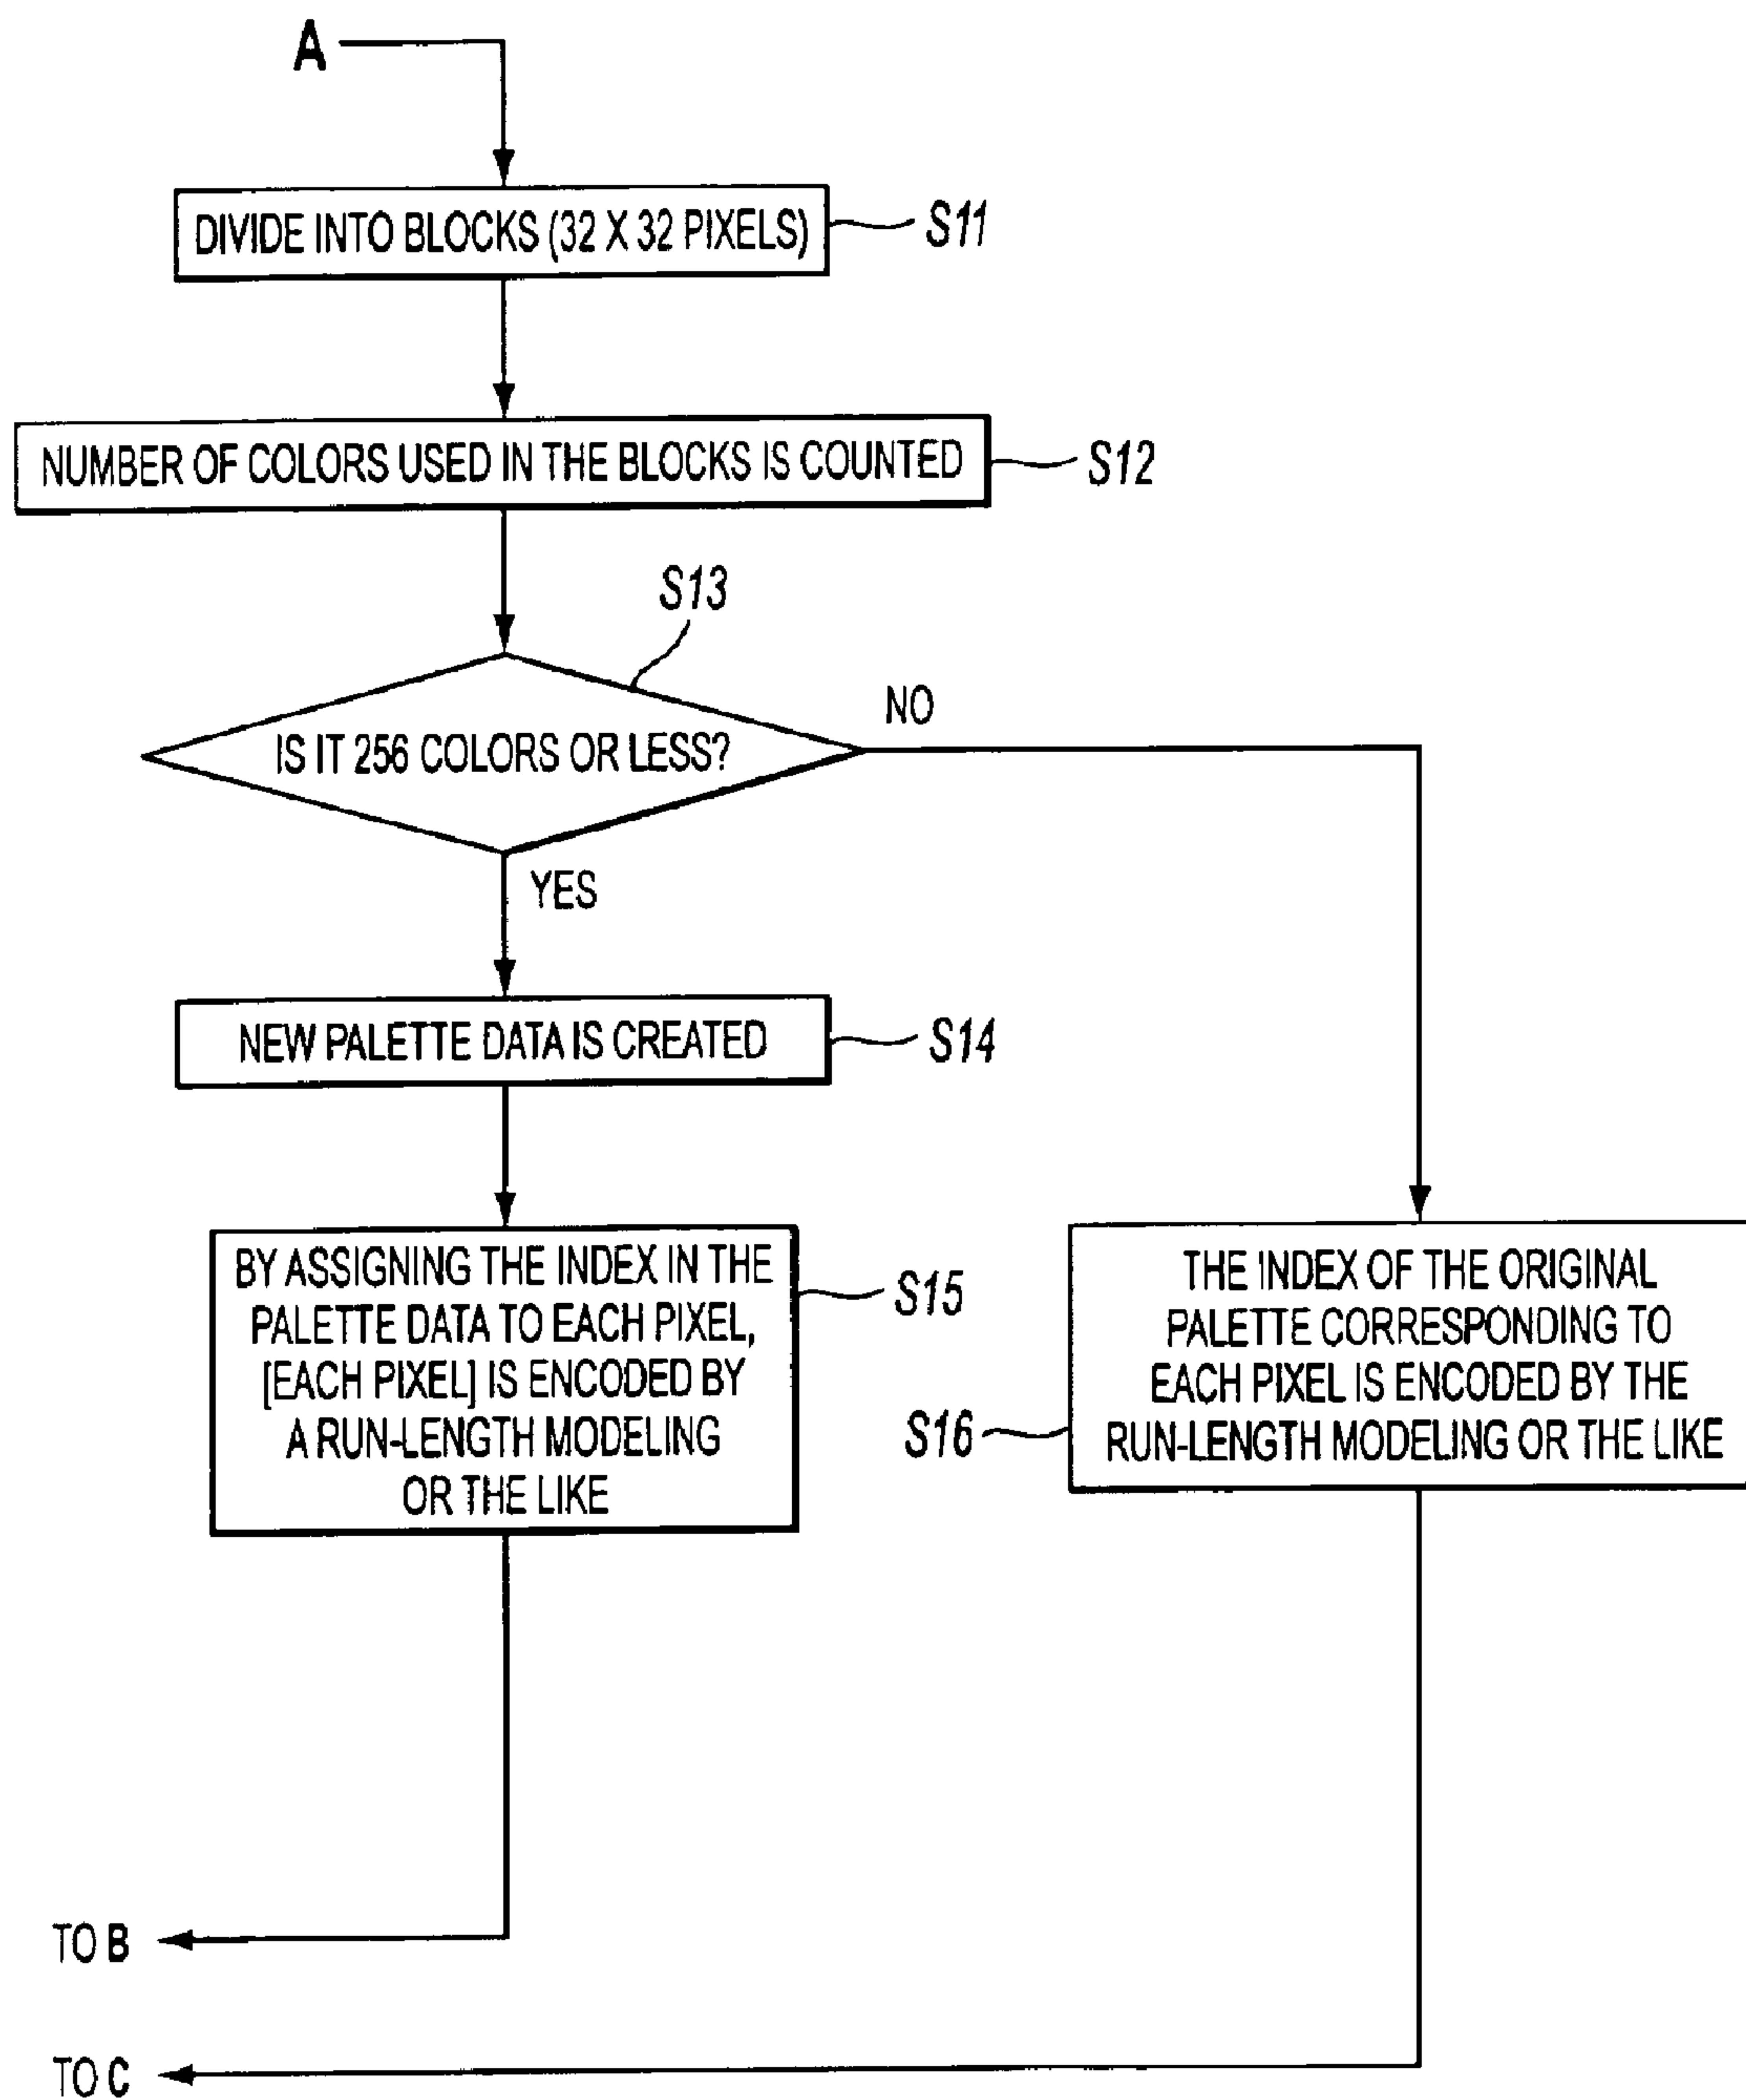 A
DIVIDE INTO BLOCKS (32 X 32 PIXELS)
S11
NUMBER OF COLORS USED IN THE BLOCKS IS COUNTED
S12
S13
IS IT 256 COLORS OR LESS?
NO
YES
NEW PALETTE DATA IS CREATED
S14
BY ASSIGNING THE INDEX IN THE
PALETTE DATA TO EACH PIXEL,
[EACH PIXEL] IS ENCODED BY
A RUN-LENGTH MODELING
OR THE LIKE
S15
THE INDEX OF THE ORIGINAL
PALETTE CORRESPONDING TO
EACH PIXEL IS ENCODED BY THE
RUN-LENGTH MODELING OR THE LIKE
S16
TO B
TO C